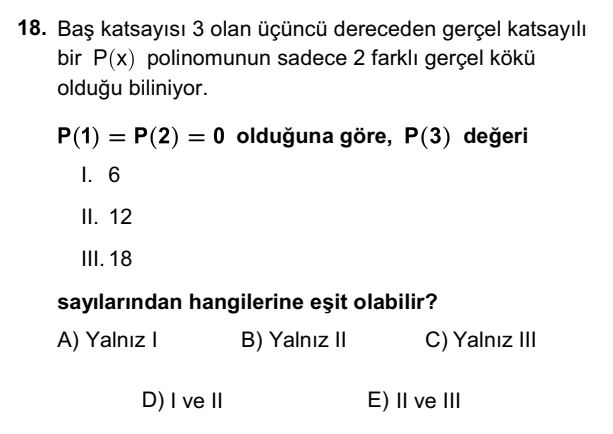 18. Baş katsayısı 3 olan üçüncü dereceden gerçel katsayılı
bir P(x) polinomunun sadece 2 farklı gerçel kökü
olduğu biliniyor.
P(1) = P(2) = 0 olduğuna göre, P(3) değeri
I. 6
II. 12
III. 18
sayılarından hangilerine eşit olabilir?
A) Yalnız I B) Yalnız II C) Yalnız III
D) I ve II E) II ve III